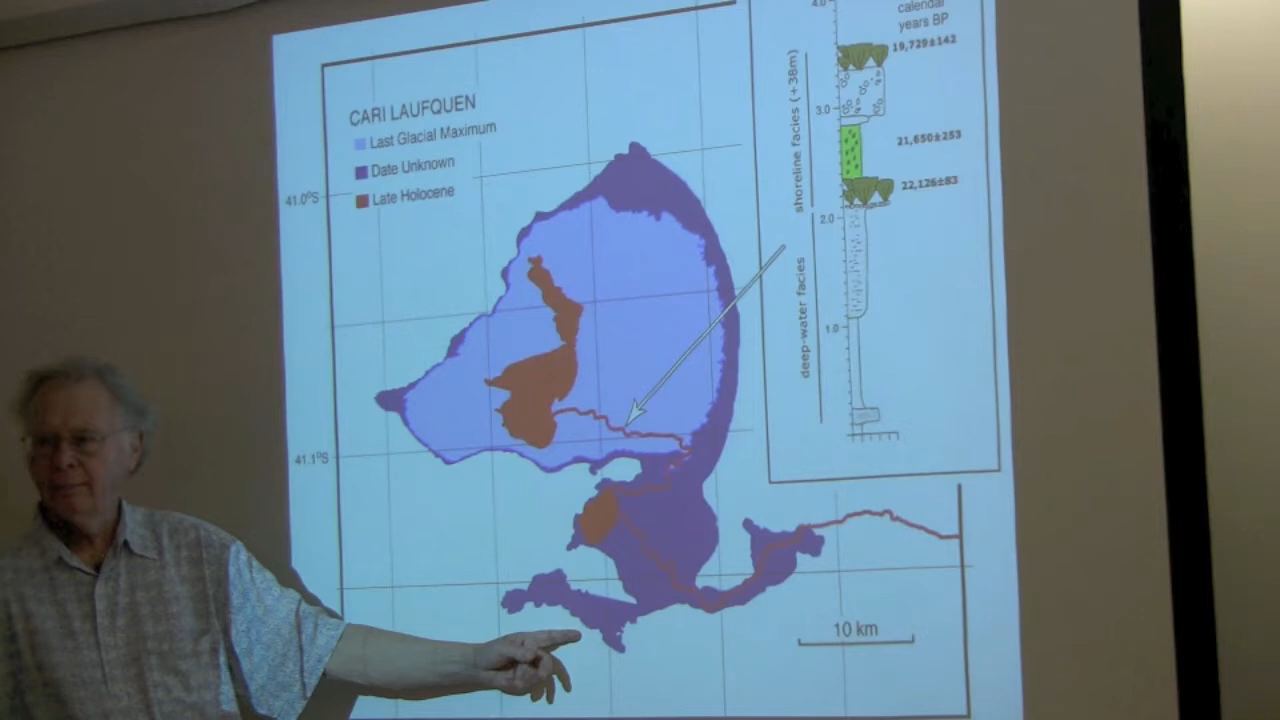 CARI LAUFQUEN
Last Glacial Maximum
Date Unknown
Late Holocene
41.0°S
41.1°S
10 km
4.0
calendar
years BP
19,729±142
3.0
21,650±253
22,126±83
2.0
1.0
shoreline facies (+38m)
deep-water facies